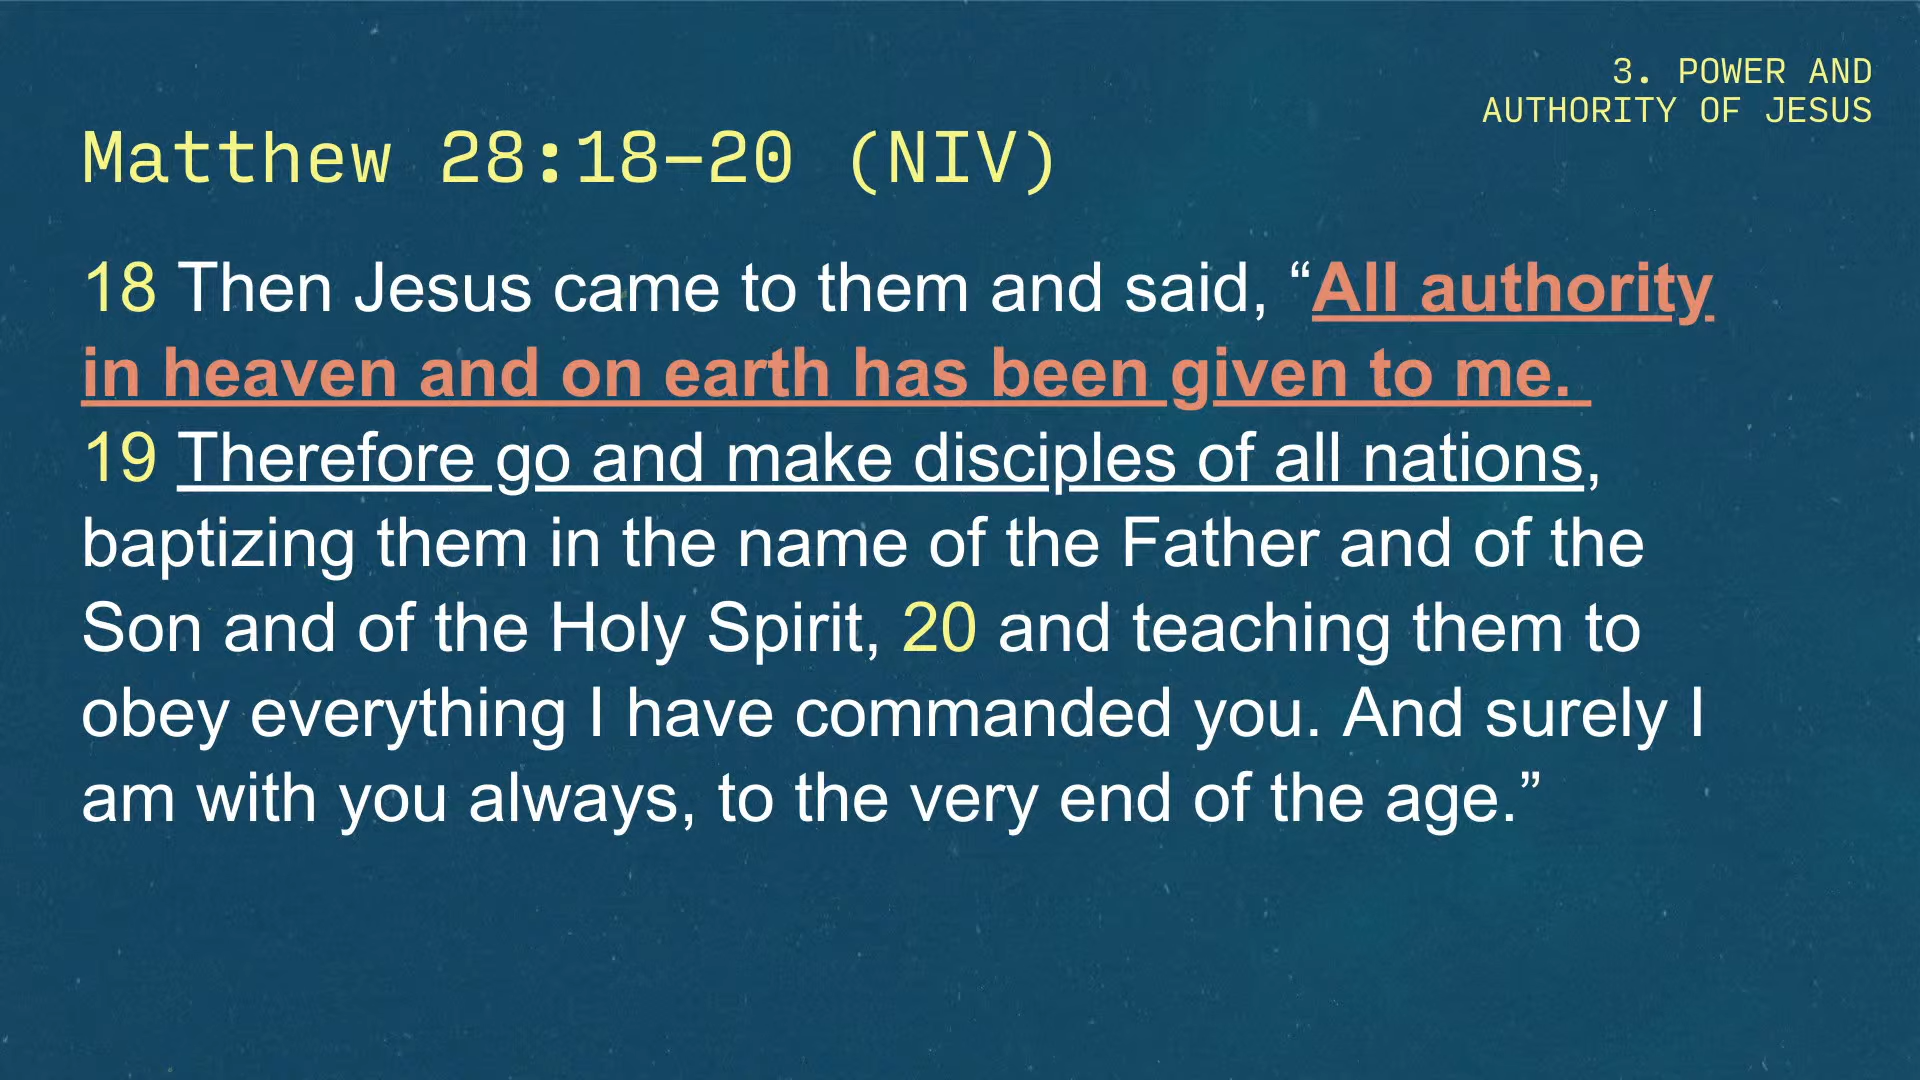 3. POWER AND
AUTHORITY OF JESUS
Matthew 28:18–20 (NIV)
18 Then Jesus came to them and said, “All authority
in heaven and on earth has been given to me.
19 Therefore go and make disciples of all nations,
baptizing them in the name of the Father and of the
Son and of the Holy Spirit, 20 and teaching them to
obey everything I have commanded you. And surely I
am with you always, to the very end of the age.”